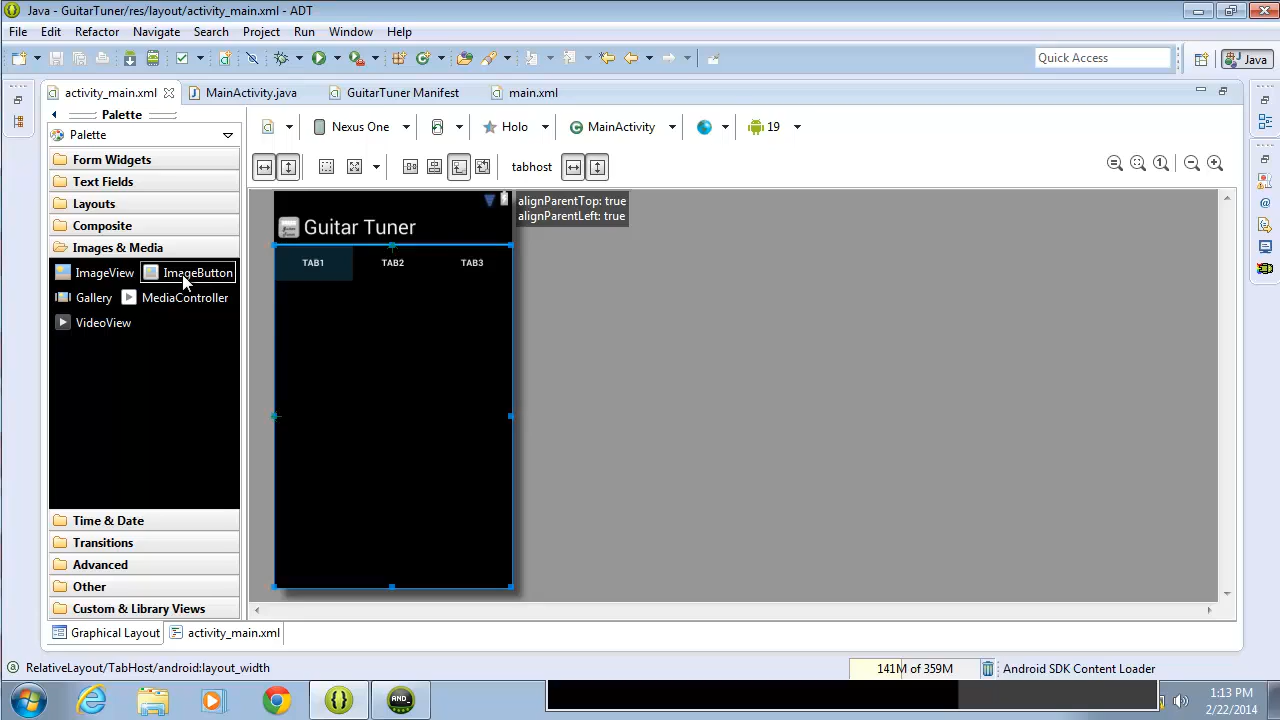 Java - GuitarTuner/res/layout/activity_main.xml - ADT
File Edit Refactor Navigate Search Project Run Window Help
Quick Access
Java
activity_main.xml
MainActivity.java
GuitarTuner Manifest
main.xml
Palette
Palette
Nexus One
Holo
MainActivity
19
Form Widgets
Text Fields
Layouts
Composite
Images & Media
ImageView
ImageButton
Gallery
MediaController
VideoView
Time & Date
Transitions
Advanced
Other
Custom & Library Views
tabhost
alignParentTop: true
alignParentLeft: true
Guitar Tuner
TAB1 TAB2 TAB3
Graphical Layout
activity_main.xml
RelativeLayout/TabHost/android:layout_width
141M of 359M
Android SDK Content Loader
AND_
1:13 PM
2/22/2014